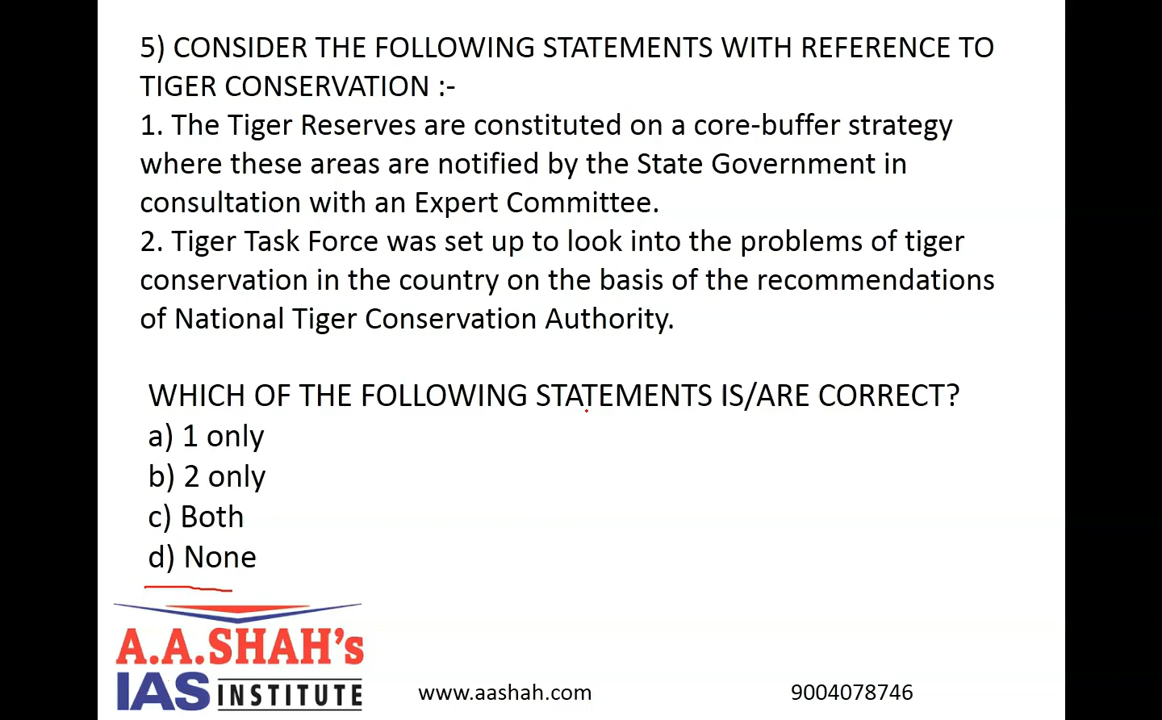 5) CONSIDER THE FOLLOWING STATEMENTS WITH REFERENCE TO
TIGER CONSERVATION :-
1. The Tiger Reserves are constituted on a core-buffer strategy
where these areas are notified by the State Government in
consultation with an Expert Committee.
2. Tiger Task Force was set up to look into the problems of tiger
conservation in the country on the basis of the recommendations
of National Tiger Conservation Authority.
WHICH OF THE FOLLOWING STATEMENTS IS/ARE CORRECT?
a) 1 only
b) 2 only
c) Both
d) None
A.A.SHAH's
IAS INSTITUTE
www.aashah.com
9004078746